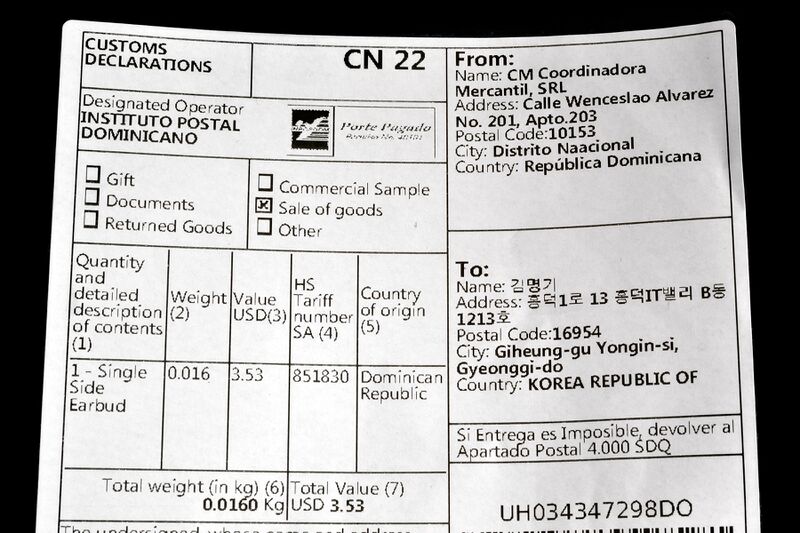 CUSTOMS
DECLARATIONS
CN 22
Designated Operator
INSTITUTO POSTAL
DOMINICANO
Porte Pagado
Gift
Documents
Returned Goods
Commercial Sample
Sale of goods
Other
Quantity
and
detailed
description
of contents
(1)
Weight
(2)
Value
USD(3)
HS
Tariff
number
SA (4)
Country
of origin
(5)
1 - Single
Side
Earbud
0.016
3.53
851830
Dominican
Republic
Total weight (in kg) (6)
0.0160 Kg
Total Value (7)
USD 3.53
From:
Name: CM Coordinadora
Mercantil, SRL
Address: Calle Wenceslao Alvarez
No. 201, Apto.203
Postal Code:10153
City: Distrito Naacional
Country: República Dominicana
To:
Name: 김명기
Address: 흥덕1로 13 흥덕IT밸리 B동
1213호
Postal Code:16954
City: Giheung-gu Yongin-si,
Gyeonggi-do
Country: KOREA REPUBLIC OF
Si Entrega es Imposible, devolver al
Apartado Postal 4.000 SDQ
UH034347298DO